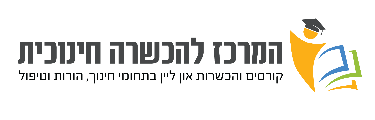 המרכז להכשרה חינוכית
קורסים והכשרות און ליין בתחומי חינוך, הורות וטיפול